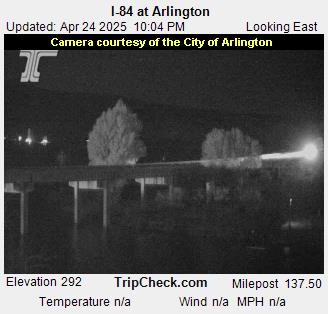 I-84 at Arlington
Updated: Apr 24 2025 10:04 PM Looking East
Camera courtesy of the City of Arlington
Elevation 292 TripCheck.com Milepost 137.50
Temperature n/a Wind n/a MPH n/a